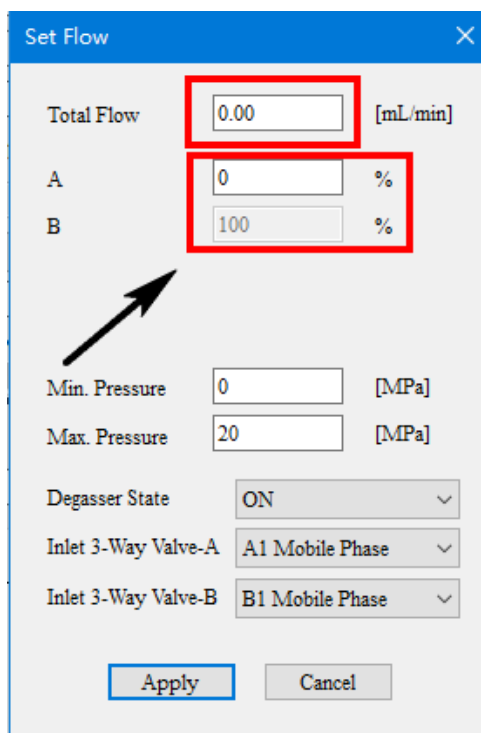 Set Flow
Total Flow 0.00 [mL/min]
A 0 %
B 100 %
Min. Pressure 0 [MPa]
Max. Pressure 20 [MPa]
Degasser State ON
Inlet 3-Way Valve-A A1 Mobile Phase
Inlet 3-Way Valve-B B1 Mobile Phase
Apply Cancel